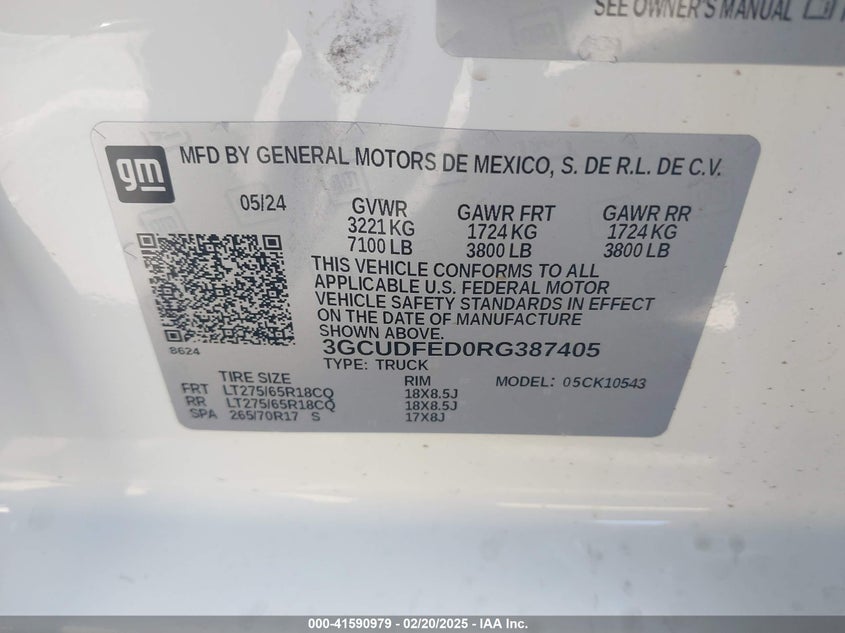 SEE OWNER'S MANUAL
gm
MFD BY GENERAL MOTORS DE MEXICO, S. DE R.L. DE C.V.
05/24
GVWR GAWR FRT GAWR RR
3221 KG 1724 KG 1724 KG
7100 LB 3800 LB 3800 LB
THIS VEHICLE CONFORMS TO ALL
APPLICABLE U.S. FEDERAL MOTOR
VEHICLE SAFETY STANDARDS IN EFFECT
ON THE DATE OF MANUFACTURE
SHOWN ABOVE.
8624
3GCUDFED0RG387405
TYPE: TRUCK
TIRE SIZE RIM MODEL: 05CK10543
FRT LT275/65R18CQ 18X8.5J
RR LT275/65R18CQ 18X8.5J
SPA 265/70R17 S 17X8J
000-41590979 — 02/20/2025 — IAA Inc.